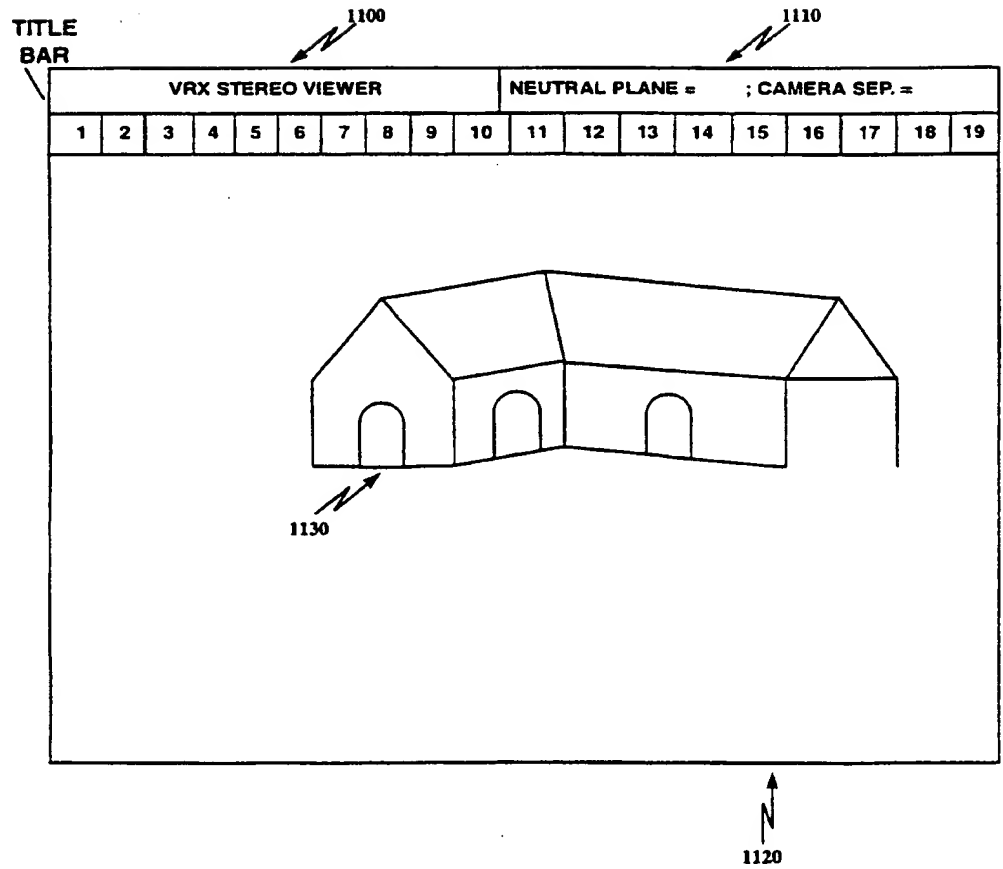 1100
1110
TITLE
BAR
VRX STEREO VIEWER
NEUTRAL PLANE = ; CAMERA SEP. =
1 2 3 4 5 6 7 8 9 10 11 12 13 14 15 16 17 18 19
1130
1120